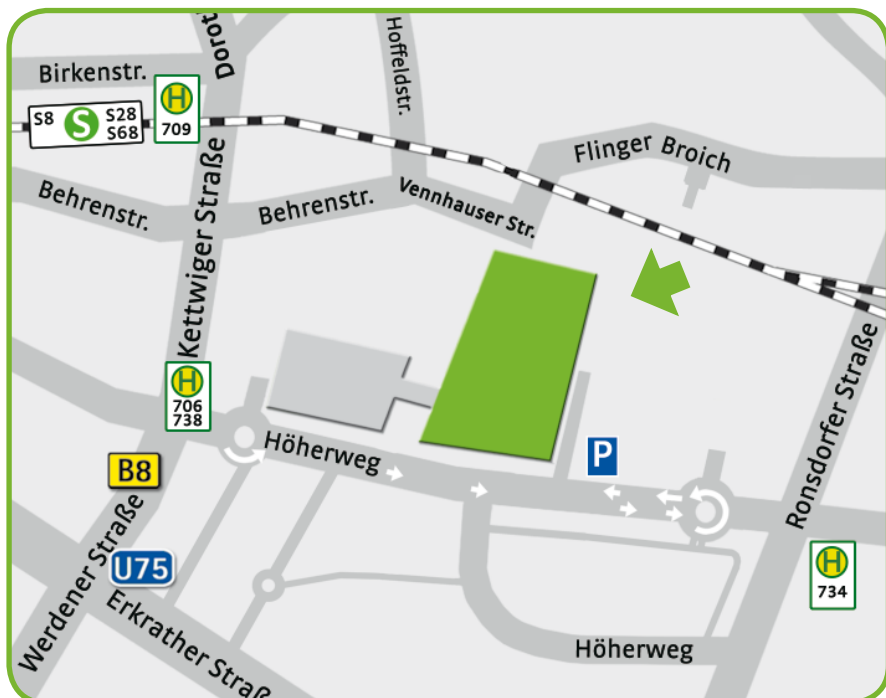 Birkenstr.
Dorot
Hoffeldstr.
S8
S
S28
S68
H
709
Flinger Broich
Behrenstr.
Behrenstr.
Vennhauser Str.
Kettwiger Straße
H
706
738
Höherweg
B8
P
Ronsdorfer Straße
U75
Werdener Straße
Erkrather Straß
H
734
Höherweg